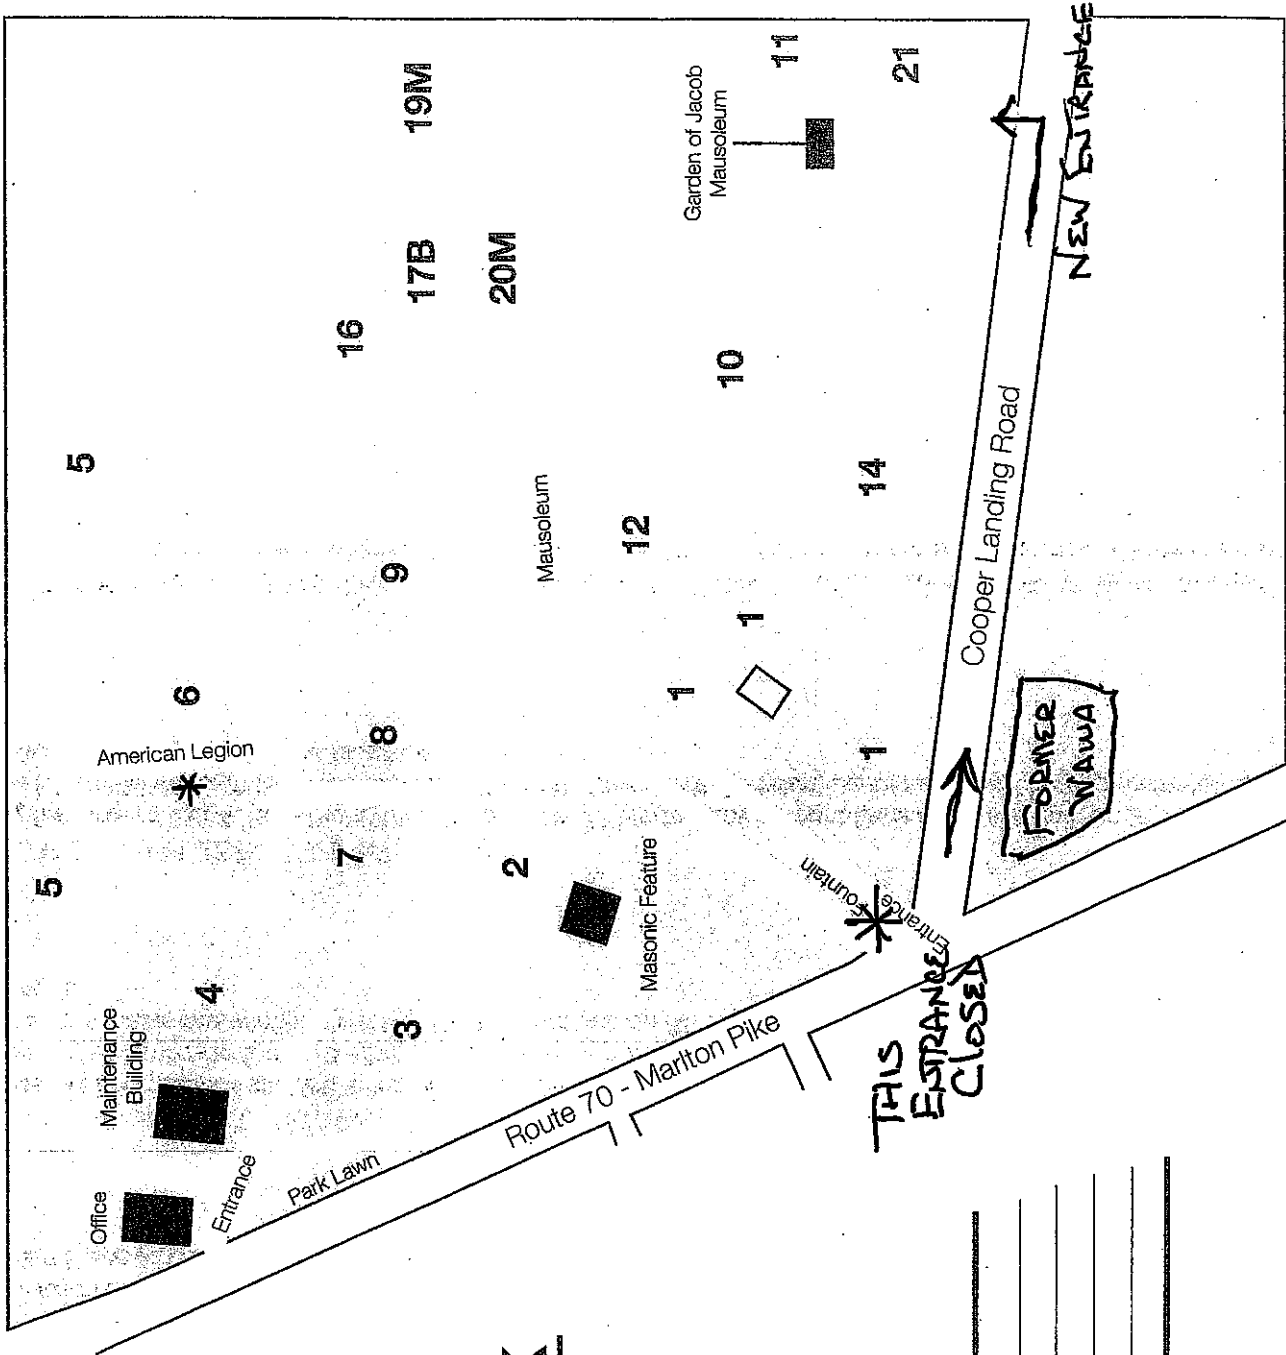 5
19M
11
21
NEW ENTRANCE
Garden of Jacob
Mausoleum
17B
20M
16
10
5
14
Cooper Landing Road
Mausoleum
12
9
1
1
6
American Legion
8
1
FORMER
WAWA
7
5
2
Masonic Feature
Entrance
Fountain
THIS
ENTRANCE
CLOSED
4
Maintenance
Building
3
Route 70 - Marlton Pike
Park Lawn
Office
Entrance